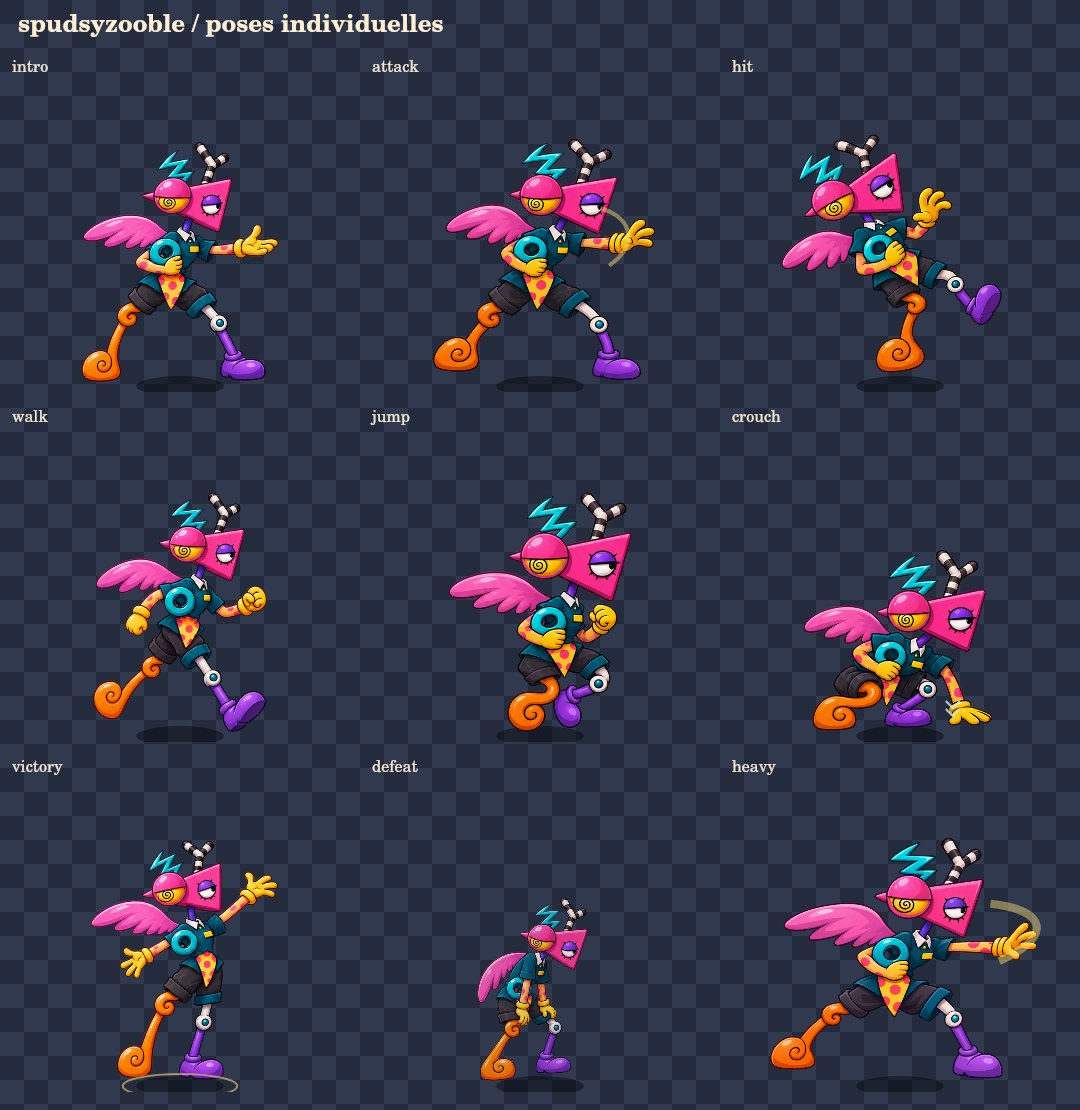 spudsyzooble / poses individuelles
intro
attack
hit
walk
jump
crouch
victory
defeat
heavy